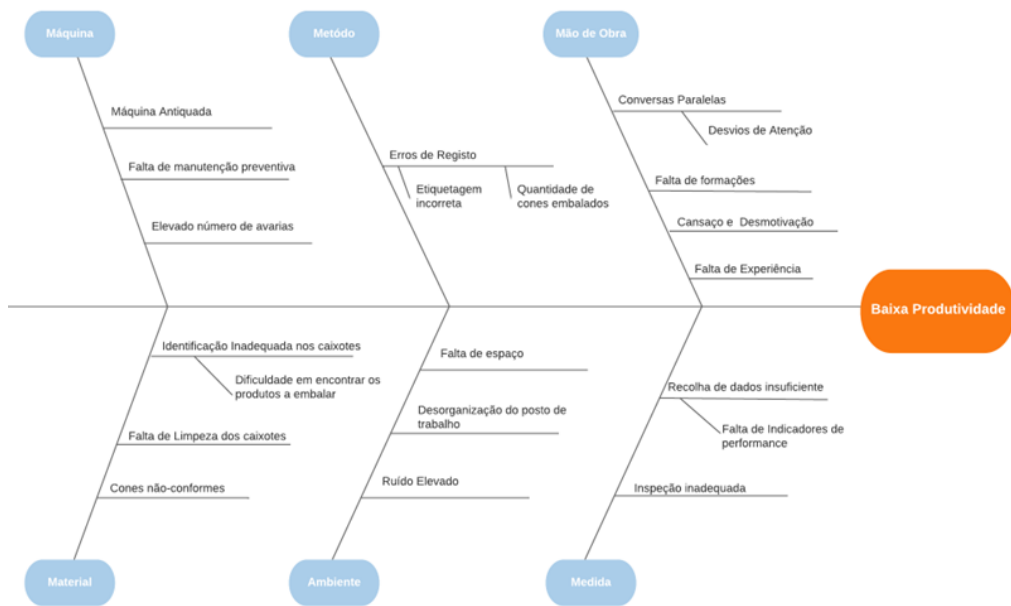 Máquina
Metódo
Mão de Obra
Máquina Antiquada
Falta de manutenção preventiva
Elevado número de avarias
Erros de Registo
Etiquetagem
incorreta
Quantidade de
cones embalados
Conversas Paralelas
Desvios de Atenção
Falta de formações
Cansaço e Desmotivação
Falta de Experiência
Baixa Produtividade
Identificação Inadequada nos caixotes
Dificuldade em encontrar os
produtos a embalar
Falta de Limpeza dos caixotes
Cones não-conformes
Falta de espaço
Desorganização do posto de
trabalho
Ruído Elevado
Recolha de dados insuficiente
Falta de Indicadores de
performance
Inspeção inadequada
Material
Ambiente
Medida